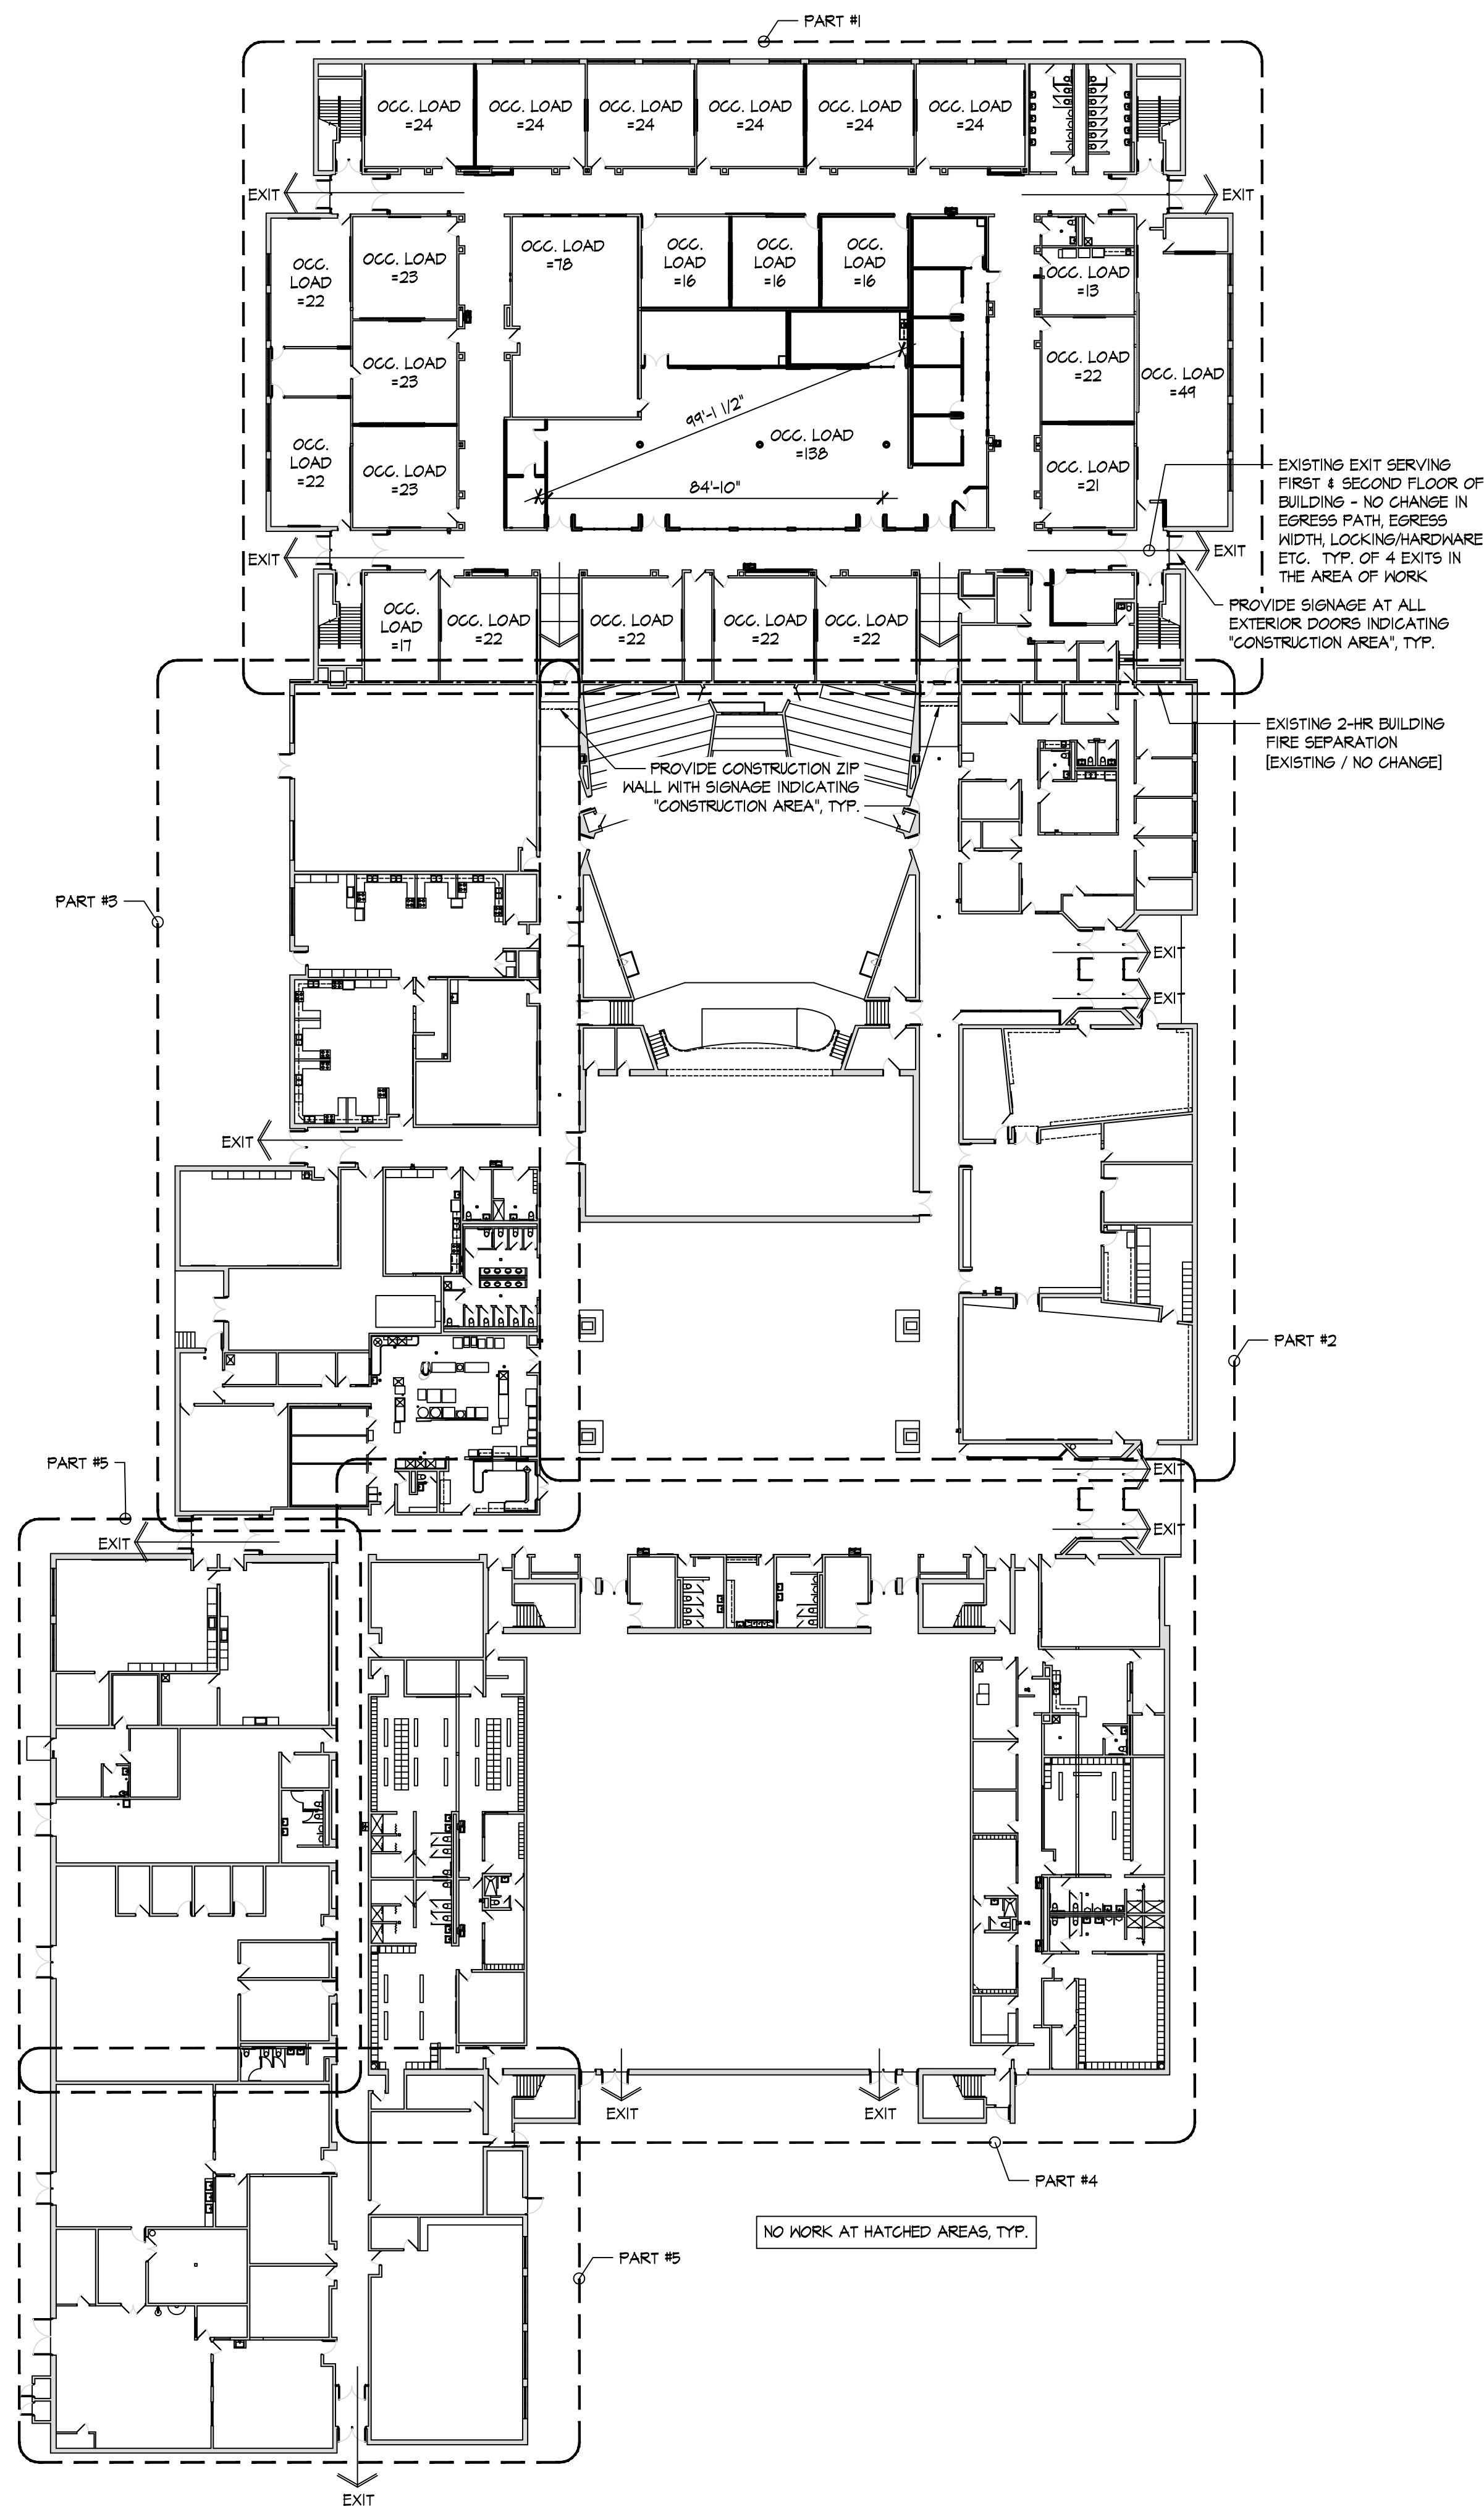 PART #1
OCC. LOAD
=24
OCC. LOAD
=24
OCC. LOAD
=24
OCC. LOAD
=24
OCC. LOAD
=24
OCC. LOAD
=24
EXIT
EXIT
OCC.
LOAD
=22
OCC. LOAD
=23
OCC. LOAD
=78
OCC.
LOAD
=16
OCC.
LOAD
=16
OCC.
LOAD
=16
OCC. LOAD
=13
OCC. LOAD
=23
OCC. LOAD
=22
OCC. LOAD
=49
99'-1 1/2"
OCC.
LOAD
=22
OCC. LOAD
=23
OCC. LOAD
=138
OCC. LOAD
=21
84'-10"
EXISTING EXIT SERVING
FIRST & SECOND FLOOR OF
BUILDING - NO CHANGE IN
EGRESS PATH, EGRESS
WIDTH, LOCKING/HARDWARE
ETC. TYP. OF 4 EXITS IN
THE AREA OF WORK
EXIT
EXIT
PROVIDE SIGNAGE AT ALL
EXTERIOR DOORS INDICATING
"CONSTRUCTION AREA", TYP.
OCC.
LOAD
=17
OCC. LOAD
=22
OCC. LOAD
=22
OCC. LOAD
=22
OCC. LOAD
=22
EXISTING 2-HR BUILDING
FIRE SEPARATION
[EXISTING / NO CHANGE]
PROVIDE CONSTRUCTION ZIP
WALL WITH SIGNAGE INDICATING
"CONSTRUCTION AREA", TYP.
PART #3
EXIT
EXIT
EXIT
PART #2
PART #5
EXIT
EXIT
EXIT
EXIT
EXIT
PART #4
NO WORK AT HATCHED AREAS, TYP.
PART #5
EXIT